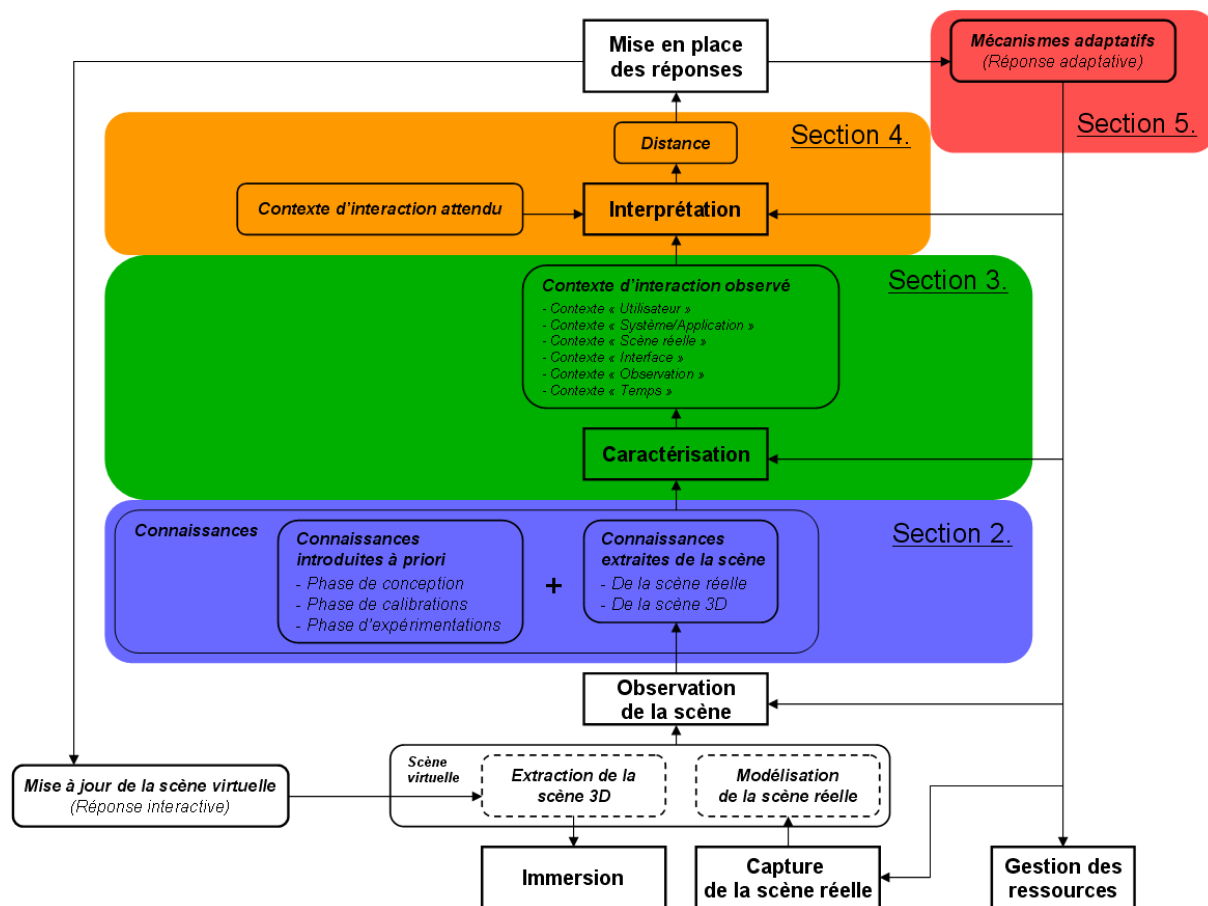 Mise en place
des réponses
Mécanismes adaptatifs
(Réponse adaptative)
Section 5.
Section 4.
Distance
Contexte d'interaction attendu
Interprétation
Section 3.
Contexte d'interaction observé
- Contexte « Utilisateur »
- Contexte « Système/Application »
- Contexte « Scène réelle »
- Contexte « Interface »
- Contexte « Observation »
- Contexte « Temps »
Caractérisation
Section 2.
Connaissances
Connaissances
introduites à priori
- Phase de conception
- Phase de calibrations
- Phase d'expérimentations
+
Connaissances
extraites de la scène
- De la scène réelle
- De la scène 3D
Observation
de la scène
Mise à jour de la scène virtuelle
(Réponse interactive)
Scène
virtuelle
Extraction de la
scène 3D
Modélisation
de la scène réelle
Immersion
Capture
de la scène réelle
Gestion des
ressources